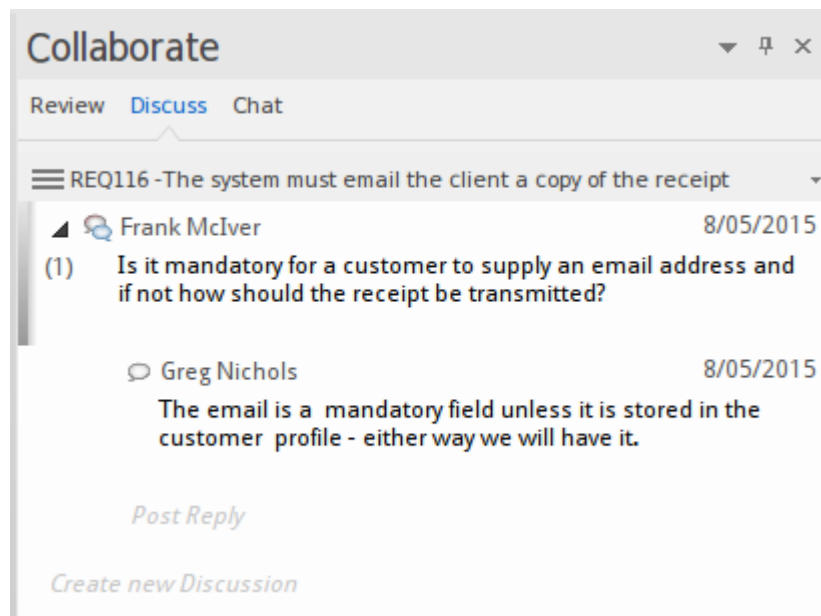 Collaborate
Review Discuss Chat
REQ116 -The system must email the client a copy of the receipt
Frank McIver 8/05/2015
(1) Is it mandatory for a customer to supply an email address and
if not how should the receipt be transmitted?
Greg Nichols 8/05/2015
The email is a mandatory field unless it is stored in the
customer profile - either way we will have it.
Post Reply
Create new Discussion